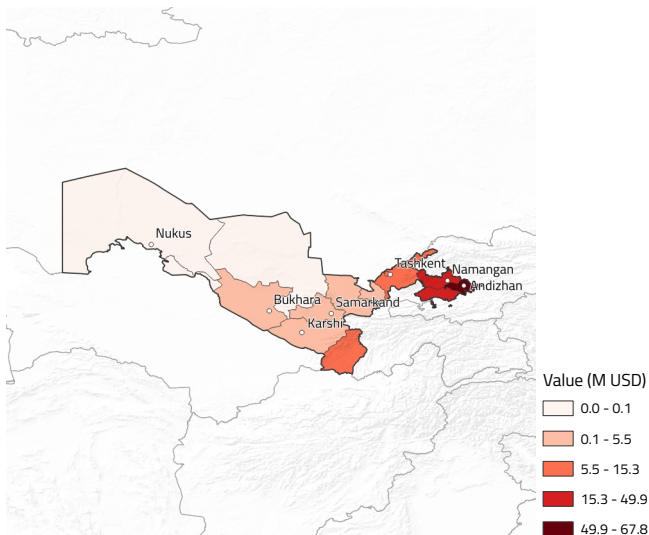 Nukus
Tashkent
Namangan
Andizhan
Bukhara
Samarkand
Karshi
Value (M USD)
0.0 - 0.1
0.1 - 5.5
5.5 - 15.3
15.3 - 49.9
49.9 - 67.8